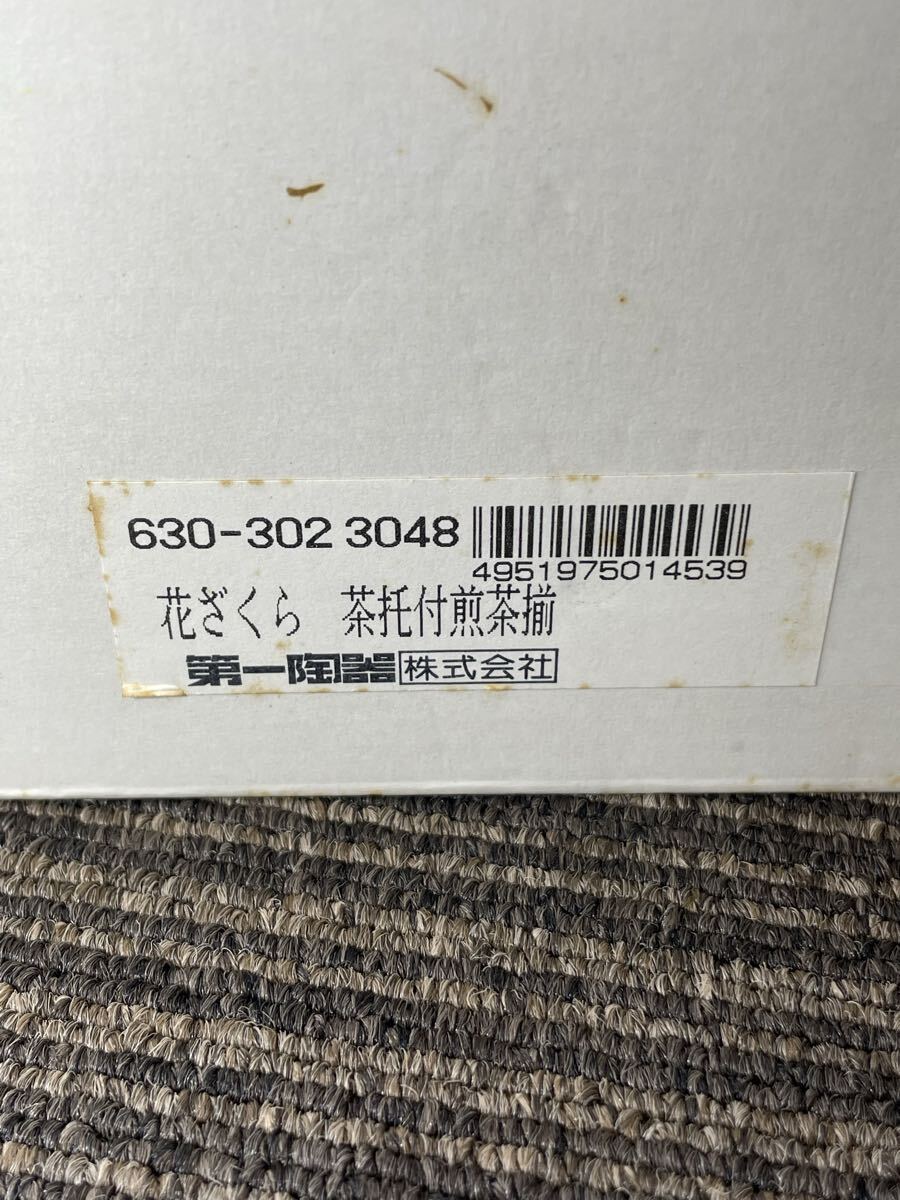 630-302 3048
4951975014539
花ざくら　茶托付煎茶揃
第一陶器株式会社